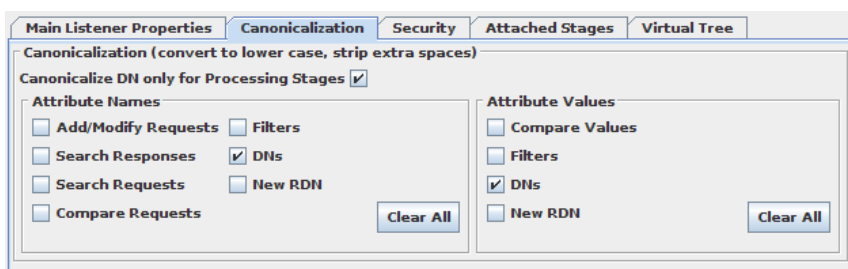 Main Listener Properties Canonicalization Security Attached Stages Virtual Tree
Canonicalization (convert to lower case, strip extra spaces)
Canonicalize DN only for Processing Stages
Attribute Names
Add/Modify Requests Filters
Search Responses DNs
Search Requests New RDN
Compare Requests
Clear All
Attribute Values
Compare Values
Filters
DNs
New RDN
Clear All